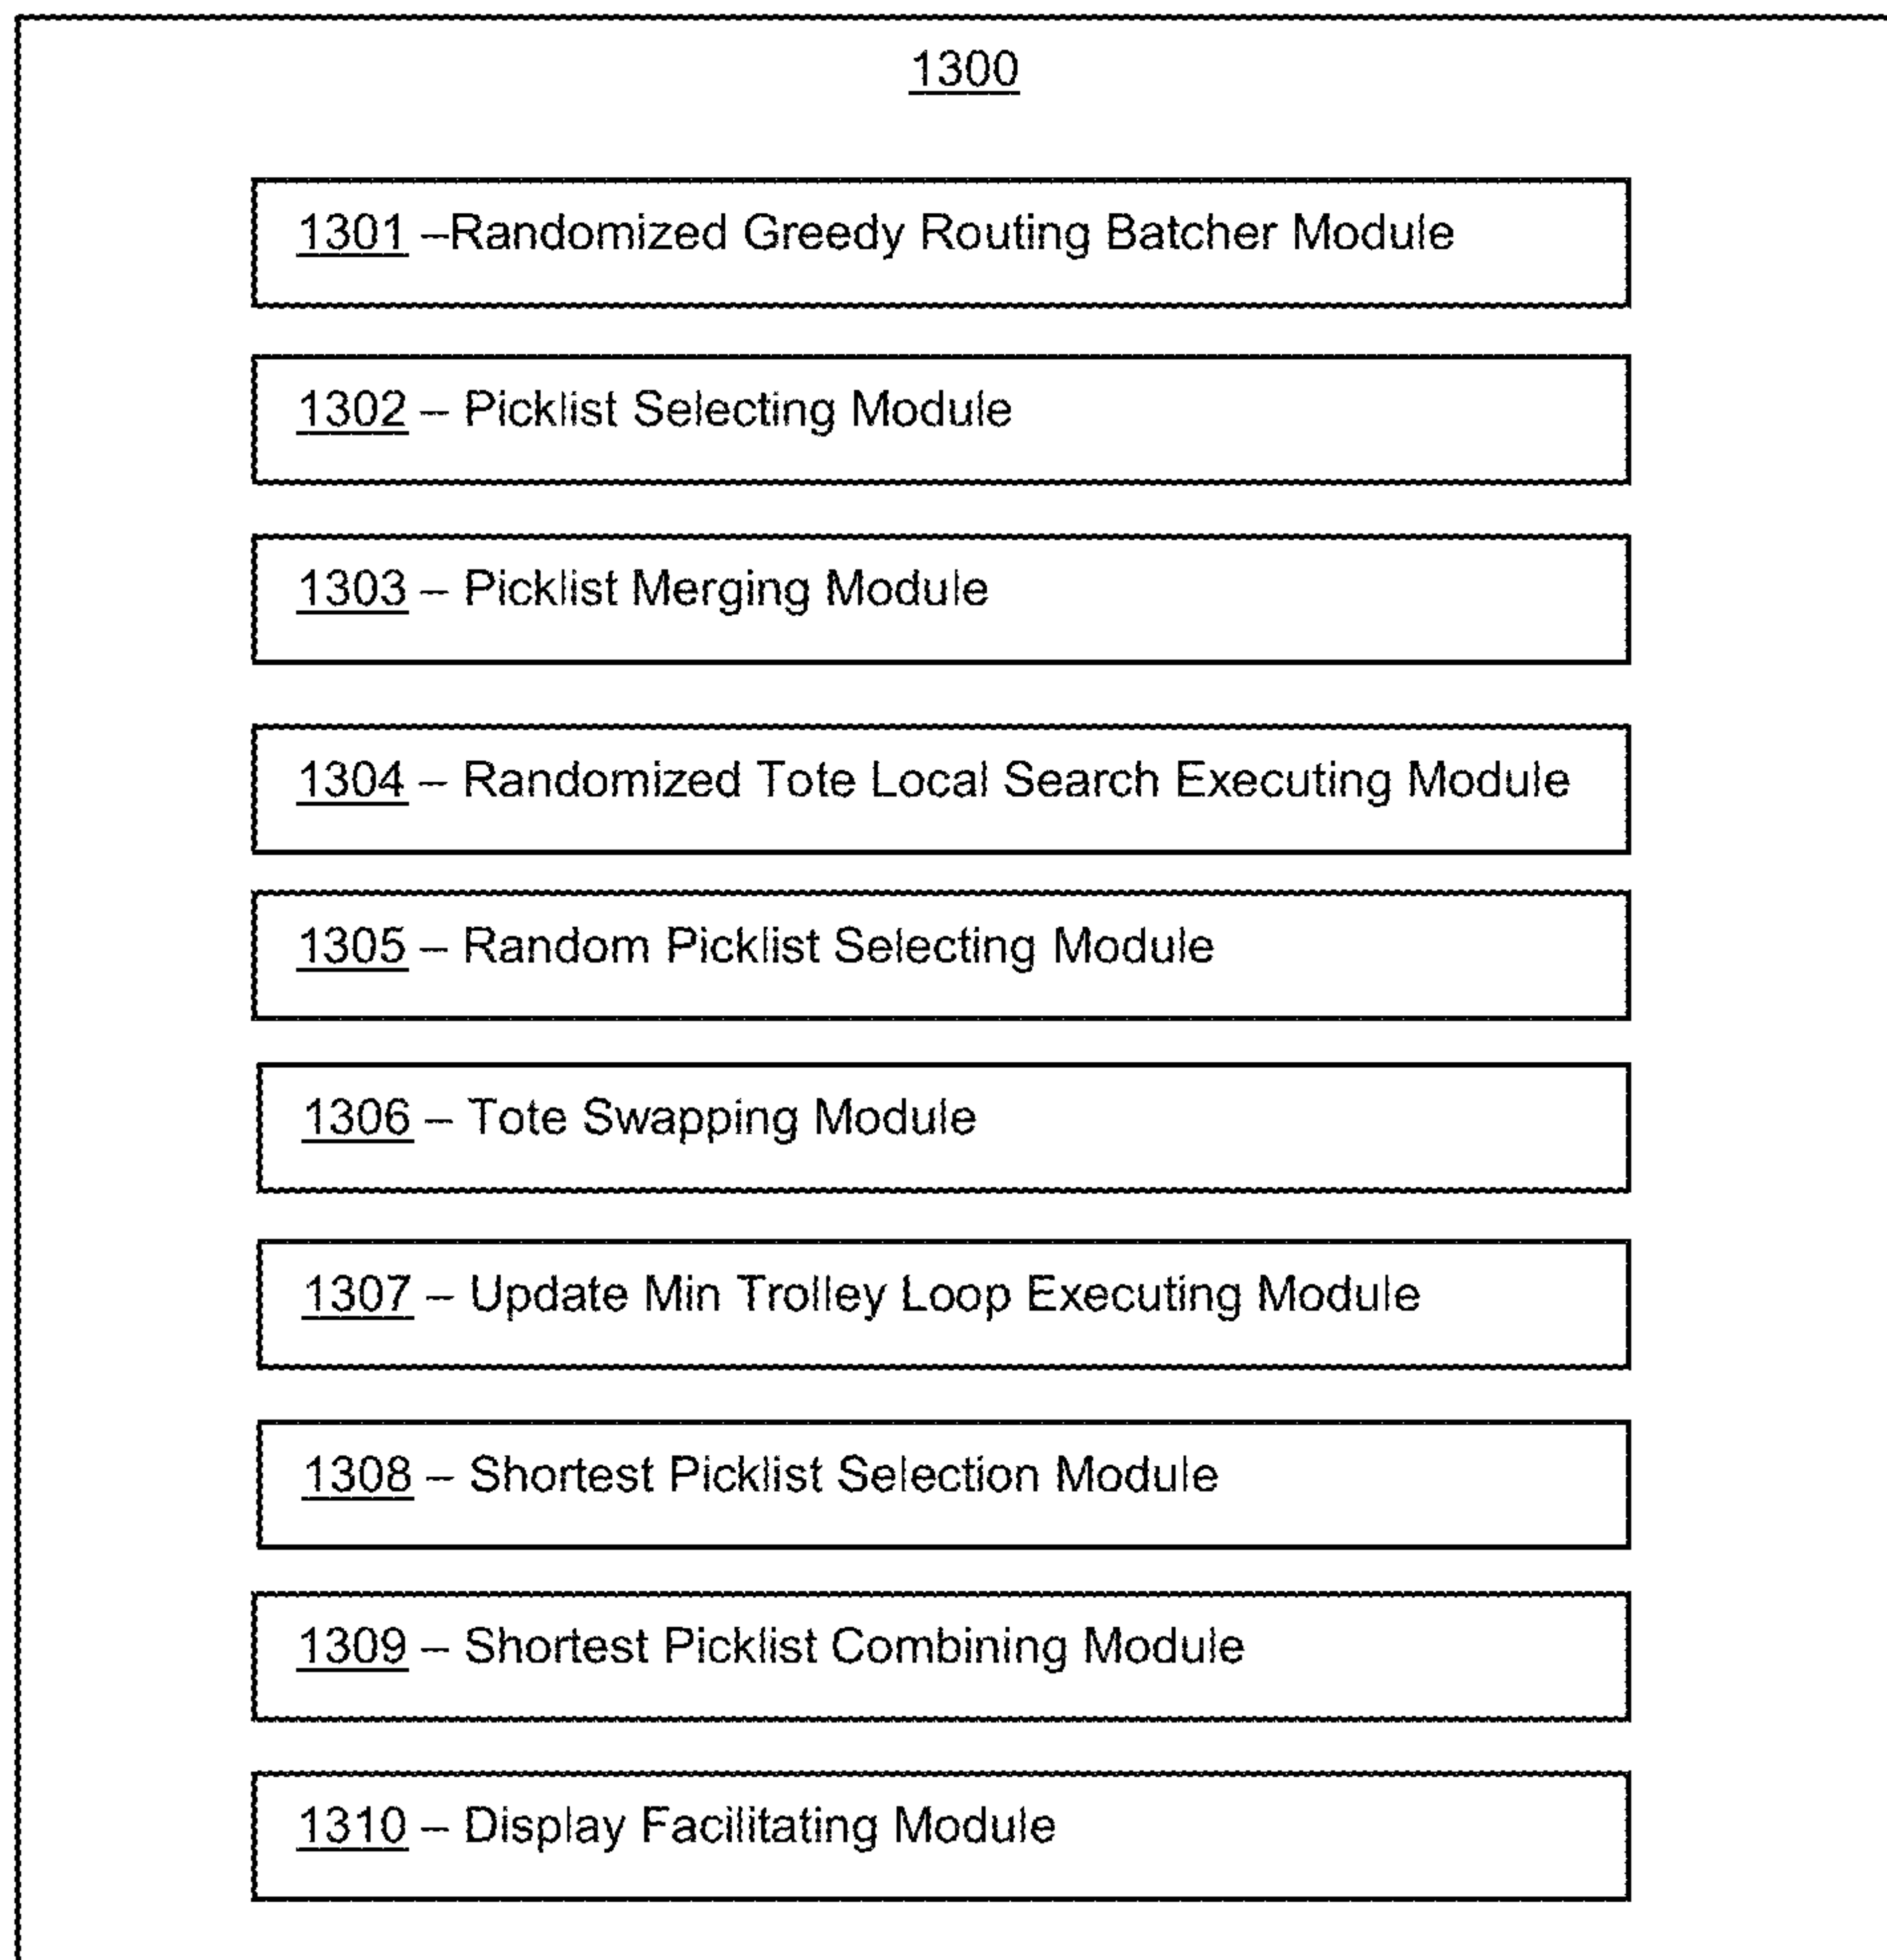 1300
1301 –Randomized Greedy Routing Batcher Module
1302 – Picklist Selecting Module
1303 – Picklist Merging Module
1304 – Randomized Tote Local Search Executing Module
1305 – Random Picklist Selecting Module
1306 – Tote Swapping Module
1307 – Update Min Trolley Loop Executing Module
1308 – Shortest Picklist Selection Module
1309 – Shortest Picklist Combining Module
1310 – Display Facilitating Module